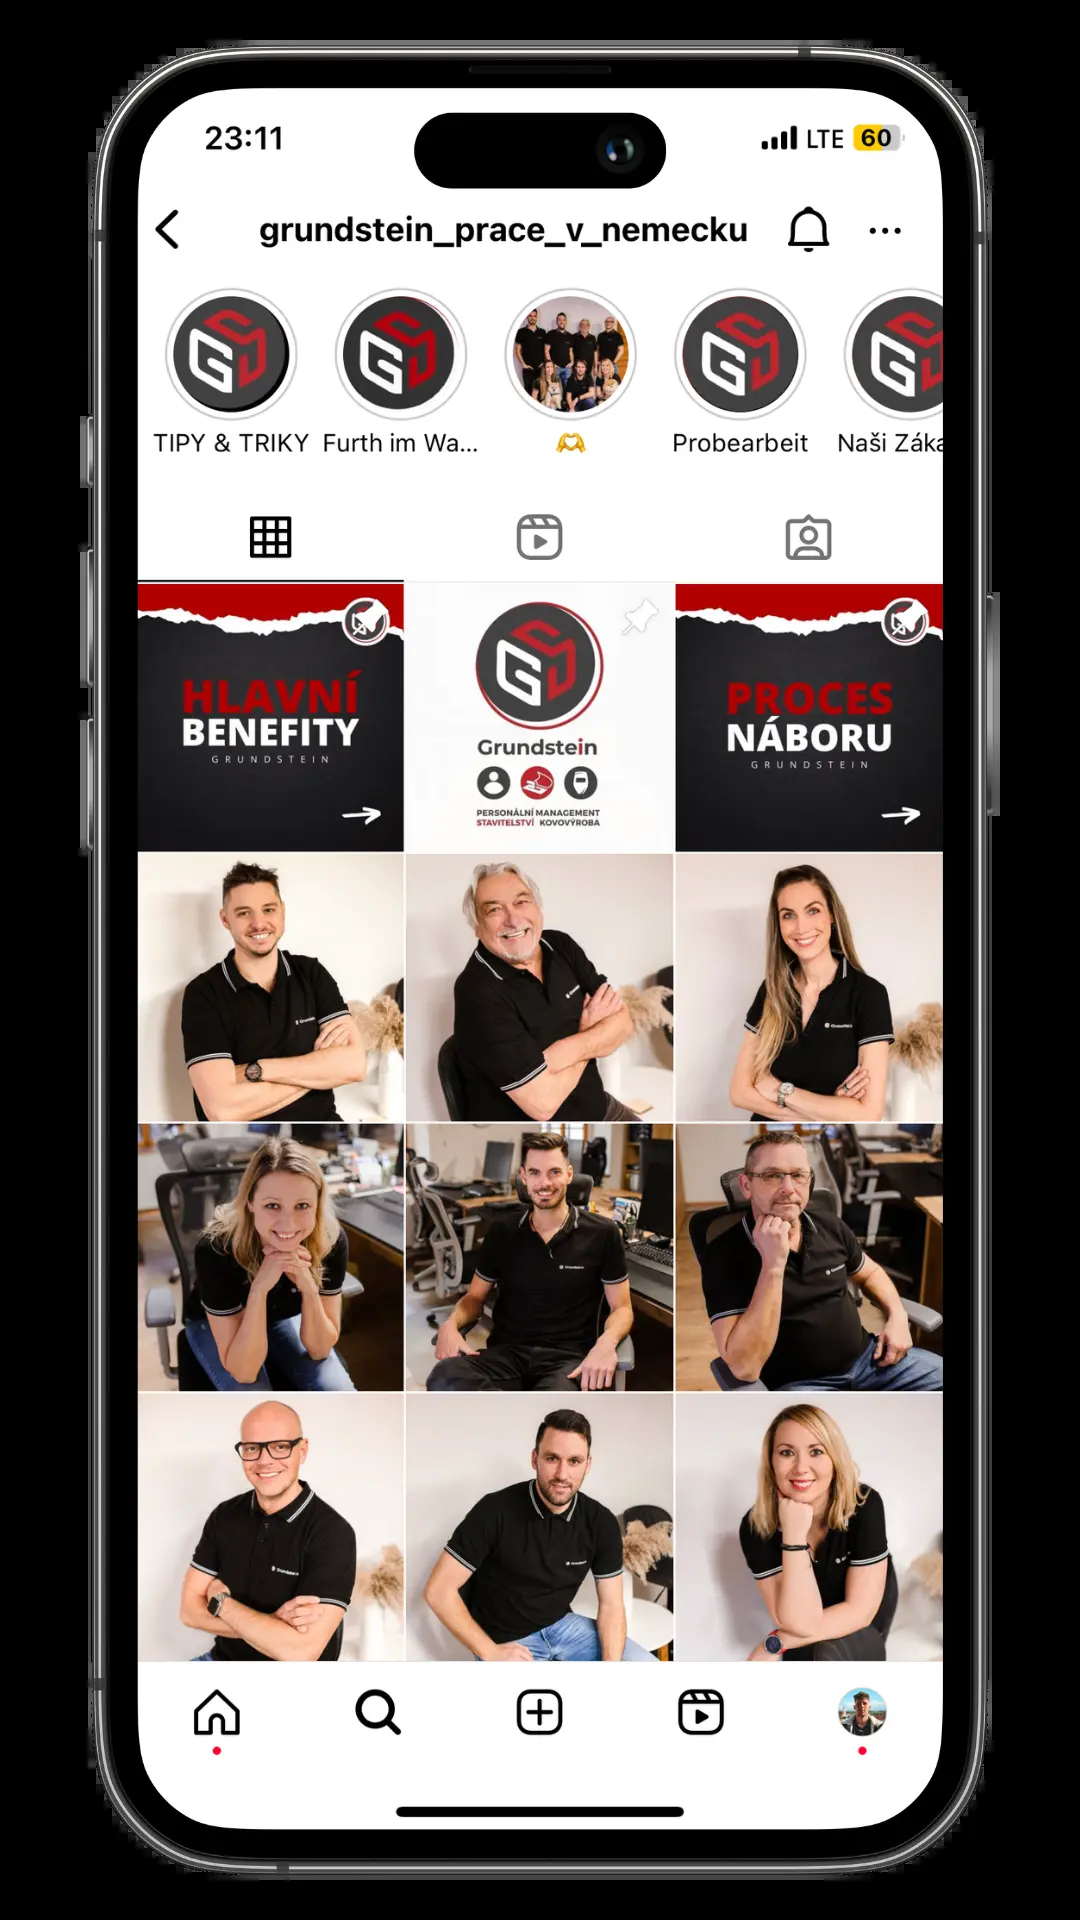 23:11
LTE 60
grundstein_prace_v_nemecku
TIPY & TRIKY
Furth im Wa...
Probearbeit
Naši Záka
HLAVNÍ
BENEFITY
GRUNDSTEIN
Grundstein
PERSONÁLNÍ MANAGEMENT
STAVITELSTVÍ KOVOVÝROBA
PROCES
NÁBORU
GRUNDSTEIN